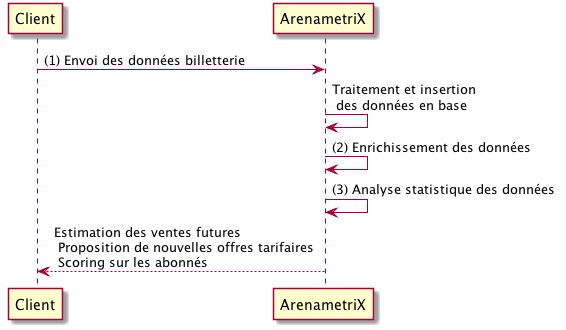 Client
ArenametriX
(1) Envoi des données billetterie
Traitement et insertion
des données en base
(2) Enrichissement des données
(3) Analyse statistique des données
Estimation des ventes futures
Proposition de nouvelles offres tarifaires
Scoring sur les abonnés
Client
ArenametriX